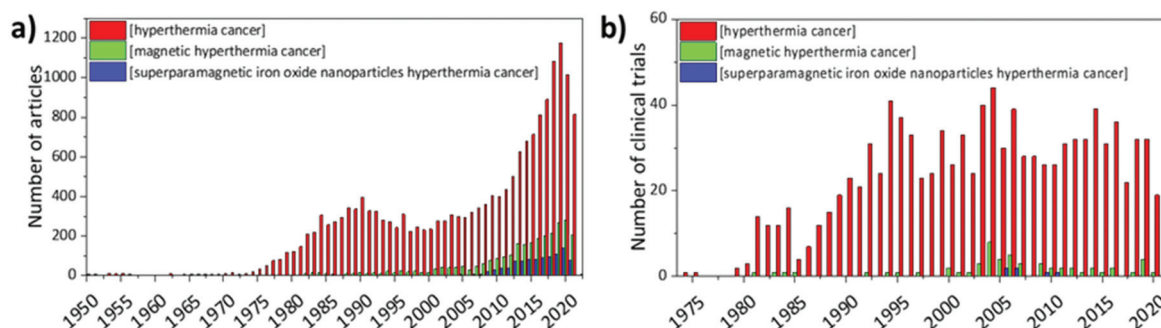 a)
[hyperthermia cancer]
[magnetic hyperthermia cancer]
[superparamagnetic iron oxide nanoparticles hyperthermia cancer]
Number of articles
1200
1000
800
600
400
200
0
1950 1955 1960 1965 1970 1975 1980 1985 1990 1995 2000 2005 2010 2015 2020
b)
[hyperthermia cancer]
[magnetic hyperthermia cancer]
[superparamagnetic iron oxide nanoparticles hyperthermia cancer]
Number of clinical trials
60
40
20
0
1975 1980 1985 1990 1995 2000 2005 2010 2015 2020